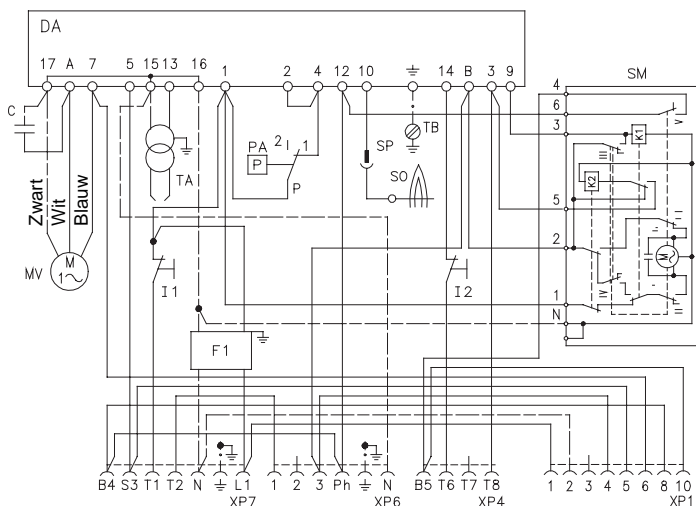 DA
17 A 7 5 15 13 16 1 2 4 12 10 14 B 3 9
4 SM
6
3
C
Zwart
Wit
Blauw
TA
PA
P
2 1
P
SP
SO
TB
V
K1
III
K2
5
I
2
M
IV
II
1
N
M
1~
MV
I1
I2
F1
B4 S3 T1 T2 N L1 1 2 3 Ph N B5 T6 T7 T8 1 2 3 4 5 6 8 10
XP7 XP6 XP4 XP1